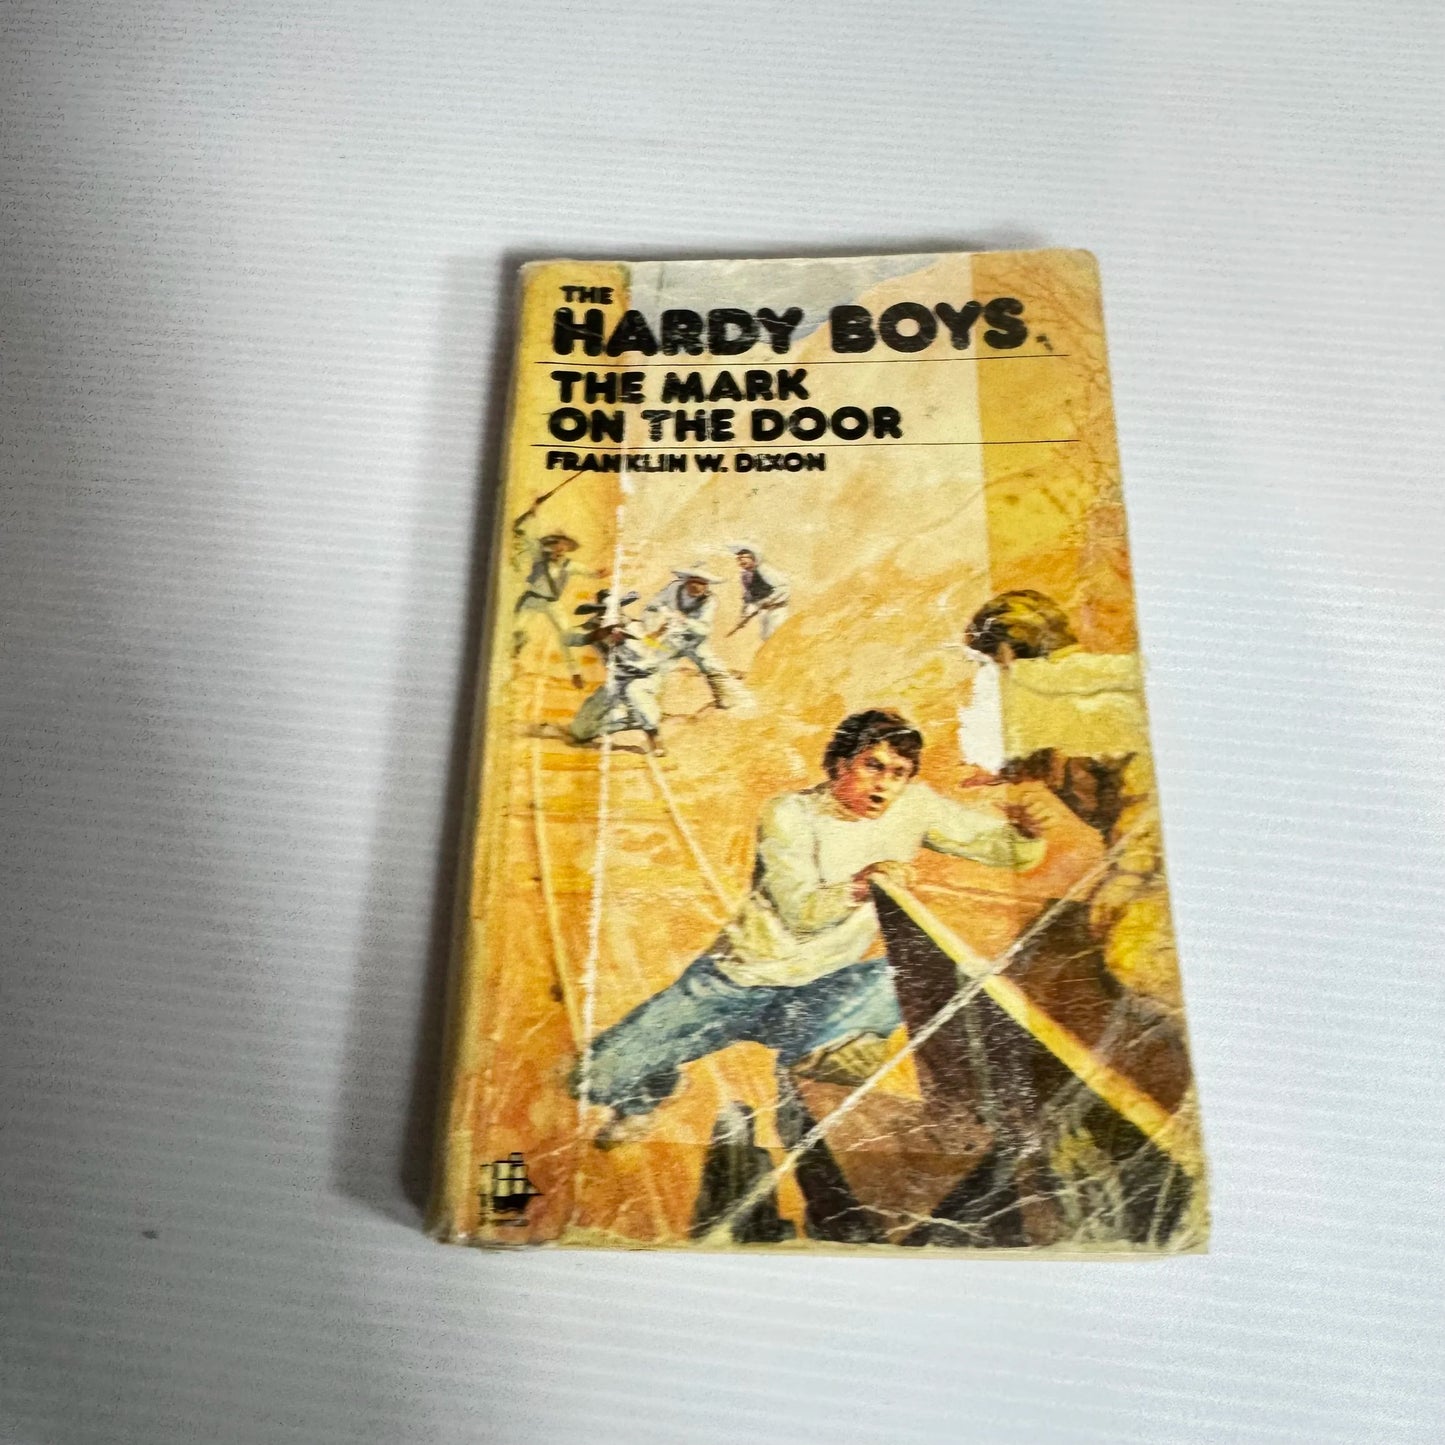 THE
HARDY BOYS
THE MARK
ON THE DOOR
FRANKLIN W. DIXON